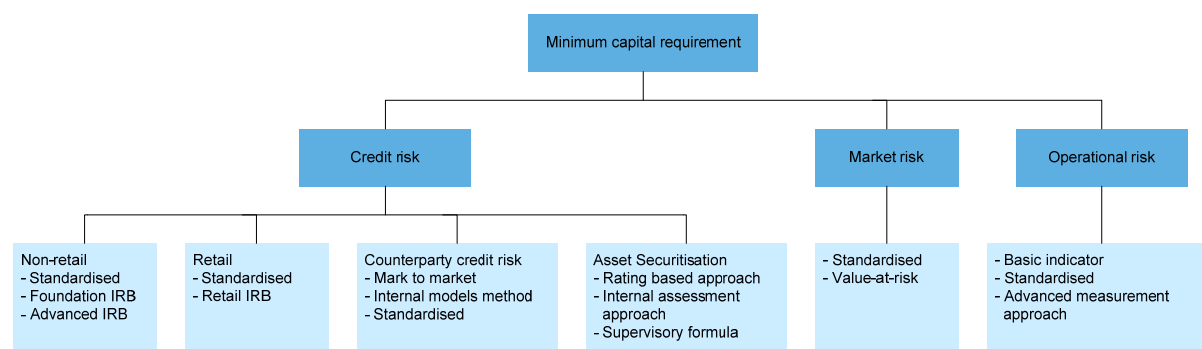 Minimum capital requirement
Credit risk
Market risk
Operational risk
Non-retail
- Standardised
- Foundation IRB
- Advanced IRB
Retail
- Standardised
- Retail IRB
Counterparty credit risk
- Mark to market
- Internal models method
- Standardised
Asset Securitisation
- Rating based approach
- Internal assessment
approach
- Supervisory formula
- Standardised
- Value-at-risk
- Basic indicator
- Standardised
- Advanced measurement
approach